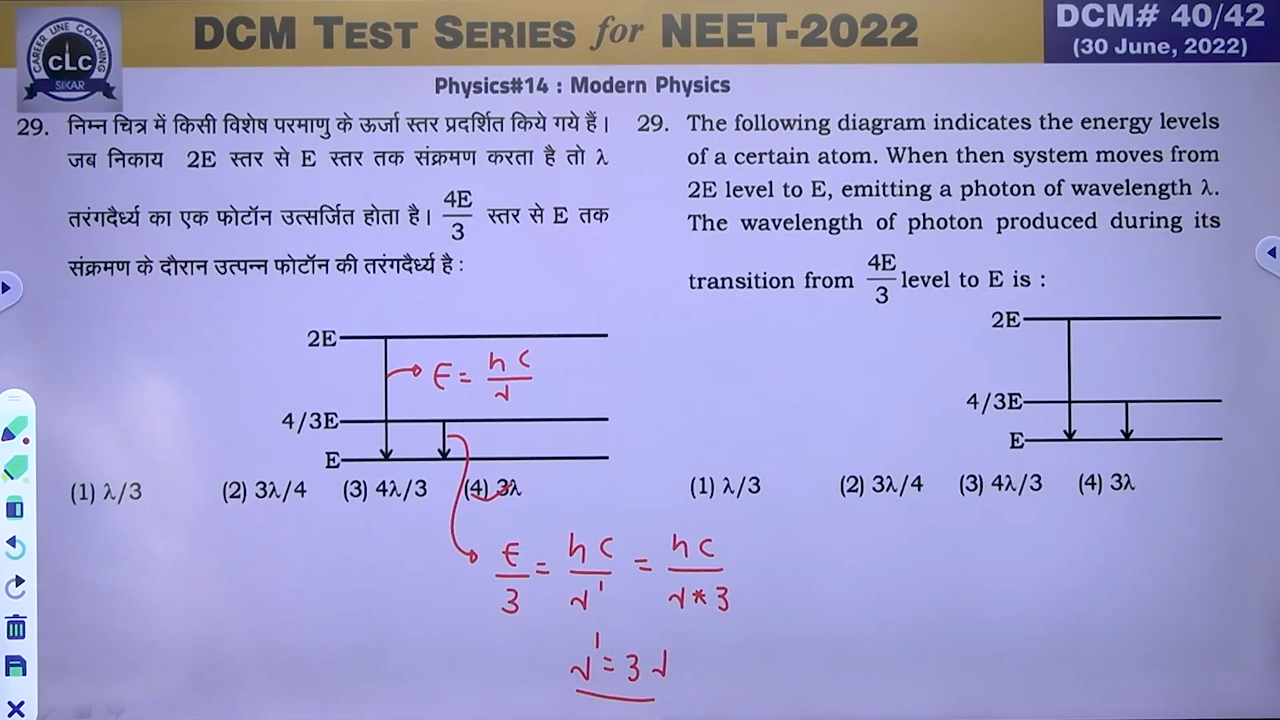 CAREER LINE COACHING
CLC
SIKAR
DCM TEST SERIES for NEET-2022
DCM# 40/42
(30 June, 2022)
Physics#14 : Modern Physics
29. निम्न चित्र में किसी विशेष परमाणु के ऊर्जा स्तर प्रदर्शित किये गये हैं।
जब निकाय 2E स्तर से E स्तर तक संक्रमण करता है तो λ
तरंगदैर्ध्य का एक फोटॉन उत्सर्जित होता है। 4E/3 स्तर से E तक
संक्रमण के दौरान उत्पन्न फोटॉन की तरंगदैर्ध्य है :
2E
E = hc/λ
4/3E
E
(1) λ/3 (2) 3λ/4 (3) 4λ/3 (4) 3λ
E/3 = hc/λ' = hc/λ*3
λ' = 3λ
29. The following diagram indicates the energy levels
of a certain atom. When then system moves from
2E level to E, emitting a photon of wavelength λ.
The wavelength of photon produced during its
transition from 4E/3 level to E is :
2E
4/3E
E
(1) λ/3 (2) 3λ/4 (3) 4λ/3 (4) 3λ